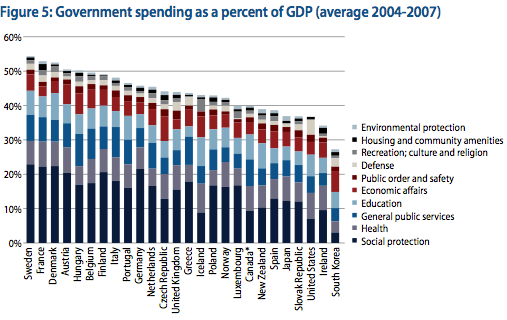 Figure 5: Government spending as a percent of GDP (average 2004-2007)
60%
50%
40%
30%
20%
10%
0%
Environmental protection
Housing and community amenities
Recreation; culture and religion
Defense
Public order and safety
Economic affairs
Education
General public services
Health
Social protection
Sweden
France
Denmark
Austria
Hungary
Belgium
Finland
Italy
Portugal
Germany
Netherlands
Czech Republic
United Kingdom
Greece
Iceland
Poland
Norway
Luxembourg
Canada*
New Zealand
Spain
Japan
Slovak Republic
United States
Ireland
South Korea